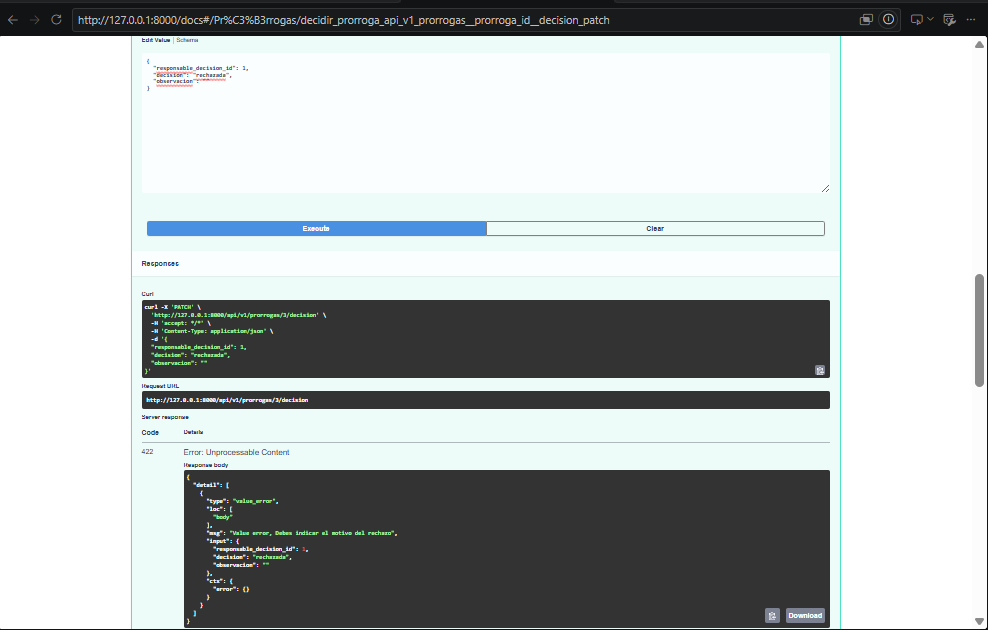 http://127.0.0.1:8000/docs#/Pr%C3%B3rrogas/decidir_prorroga_api_v1_prorrogas__prorroga_id__decision_patch
Edit Value | Schema
{
  "responsable_decision_id": 1,
  "decision": "rechazada",
  "observacion": ""
}
Execute
Clear
Responses
Curl
curl -X 'PATCH' \
  'http://127.0.0.1:8000/api/v1/prorrogas/3/decision' \
  -H 'accept: */*' \
  -H 'Content-Type: application/json' \
  -d '{
  "responsable_decision_id": 1,
  "decision": "rechazada",
  "observacion": ""
}'
Request URL
http://127.0.0.1:8000/api/v1/prorrogas/3/decision
Server response
Code Details
422 Error: Unprocessable Content
Response body
{
  "detail": [
    {
      "type": "value_error",
      "loc": [
        "body"
      ],
      "msg": "Value error, Debes indicar el motivo del rechazo",
      "input": {
        "responsable_decision_id": 1,
        "decision": "rechazada",
        "observacion": ""
      },
      "ctx": {
        "error": {}
      }
    }
  ]
}
Download